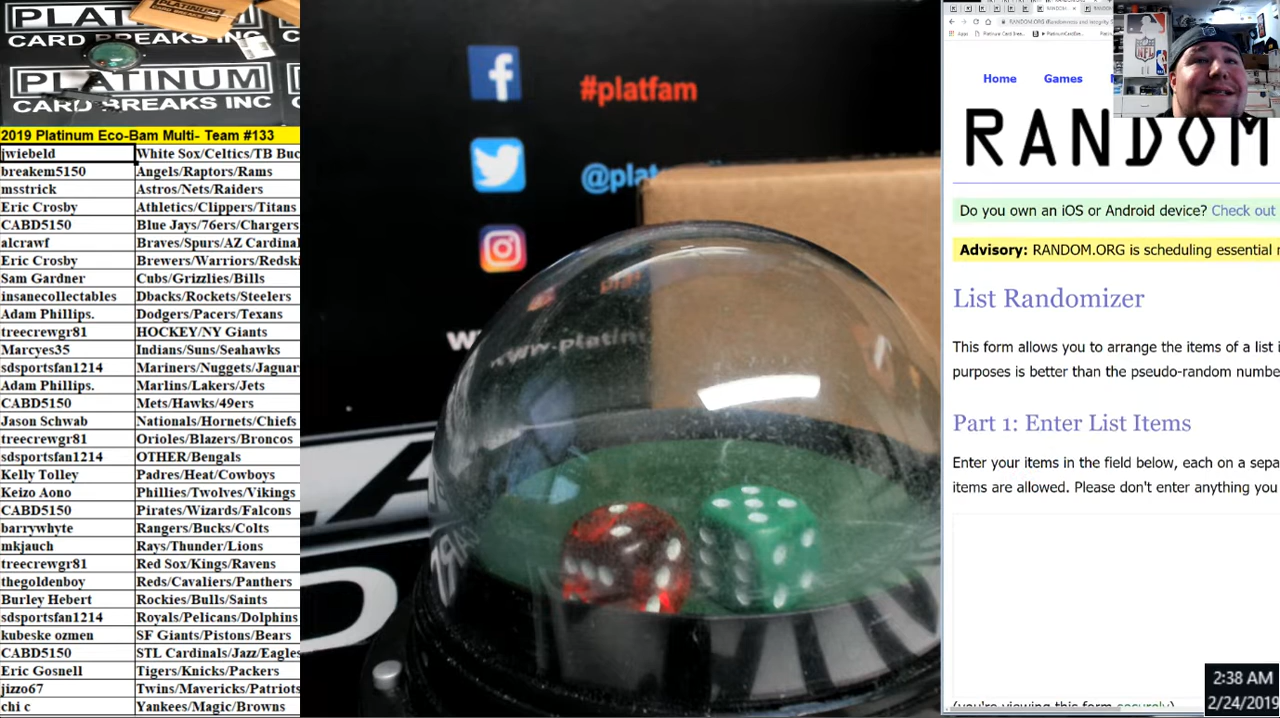 PLATINUM
CARD BREAKS INC
PLATINUM
CARD BREAKS INC
2019 Platinum Eco-Bam Multi- Team #133
jwiebeld White Sox/Celtics/TB Buc
breakem5150 Angels/Raptors/Rams
msstrick Astros/Nets/Raiders
Eric Crosby Athletics/Clippers/Titans
CABD5150 Blue Jays/76ers/Chargers
alcrawf Braves/Spurs/AZ Cardinal
Eric Crosby Brewers/Warriors/Redski
Sam Gardner Cubs/Grizzlies/Bills
insanecollectables Dbacks/Rockets/Steelers
Adam Phillips. Dodgers/Pacers/Texans
treecrewgr81 HOCKEY/NY Giants
Marcyes35 Indians/Suns/Seahawks
sdsportsfan1214 Mariners/Nuggets/Jaguar
Adam Phillips. Marlins/Lakers/Jets
CABD5150 Mets/Hawks/49ers
Jason Schwab Nationals/Hornets/Chiefs
treecrewgr81 Orioles/Blazers/Broncos
sdsportsfan1214 OTHER/Bengals
Kelly Tolley Padres/Heat/Cowboys
Keizo Aono Phillies/Twolves/Vikings
CABD5150 Pirates/Wizards/Falcons
barrywhyte Rangers/Bucks/Colts
mkjauch Rays/Thunder/Lions
treecrewgr81 Red Sox/Kings/Ravens
thegoldenboy Reds/Cavaliers/Panthers
Burley Hebert Rockies/Bulls/Saints
sdsportsfan1214 Royals/Pelicans/Dolphins
kubeske ozmen SF Giants/Pistons/Bears
CABD5150 STL Cardinals/Jazz/Eagles
Eric Gosnell Tigers/Knicks/Packers
jizzo67 Twins/Mavericks/Patriots
chi c Yankees/Magic/Browns
#platfam
@plat
www.platin
Home Games
RANDOM
Do you own an iOS or Android device? Check out
Advisory: RANDOM.ORG is scheduling essential
List Randomizer
This form allows you to arrange the items of a list
purposes is better than the pseudo-random numbe
Part 1: Enter List Items
Enter your items in the field below, each on a sepa
items are allowed. Please don't enter anything you
(you're viewing this form securely)
2:38 AM
2/24/2019